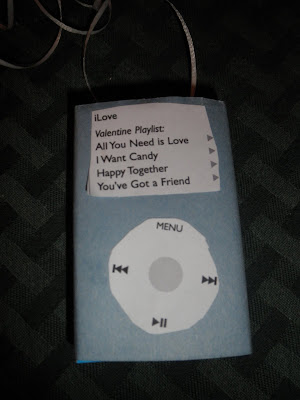 iLove
Valentine Playlist:
All You Need is Love
I Want Candy
Happy Together
You've Got a Friend
MENU